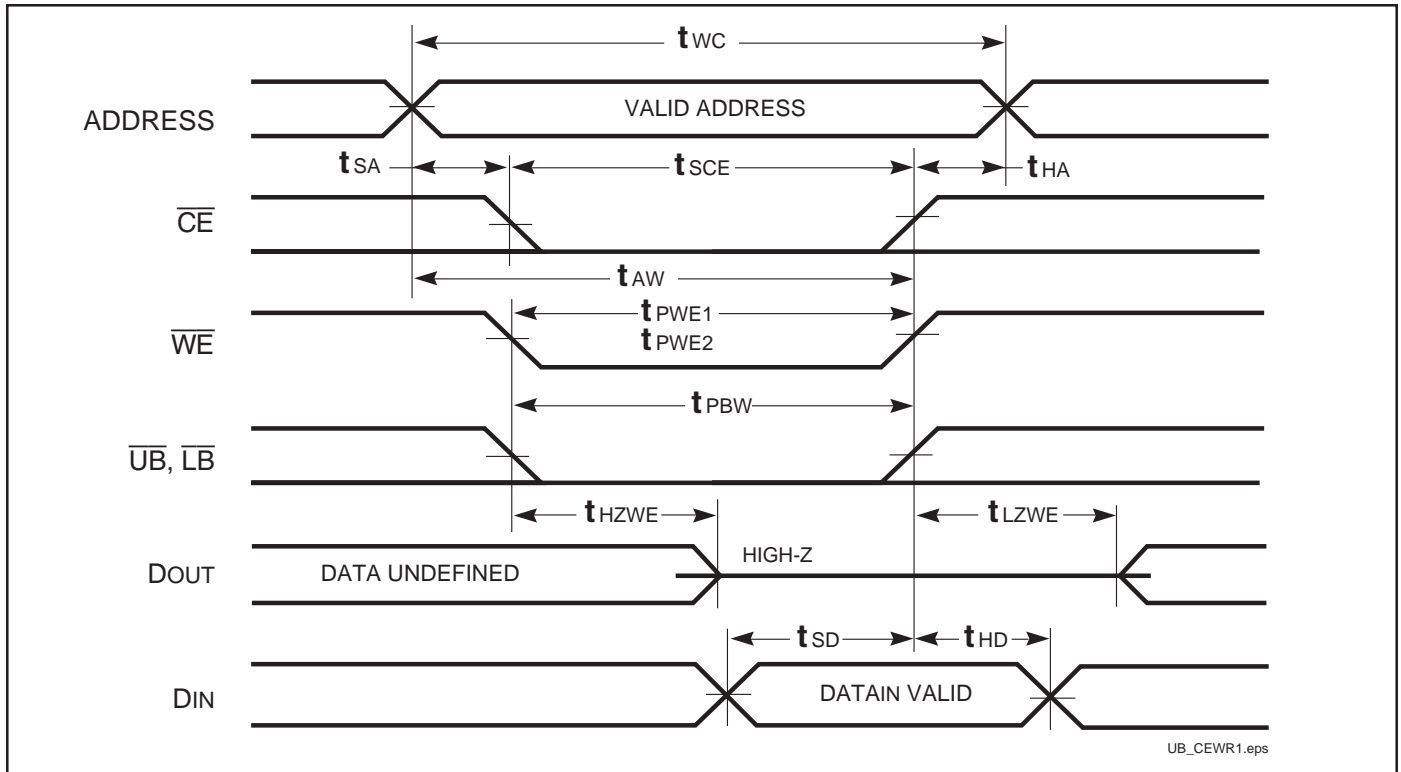 tWC
ADDRESS
VALID ADDRESS
tSA
tSCE
tHA
CE
tAW
WE
tPWE1
tPWE2
tPBW
UB, LB
tHZWE
tLZWE
DOUT
DATA UNDEFINED
HIGH-Z
tSD
tHD
DIN
DATAIN VALID
UB_CEWR1.eps